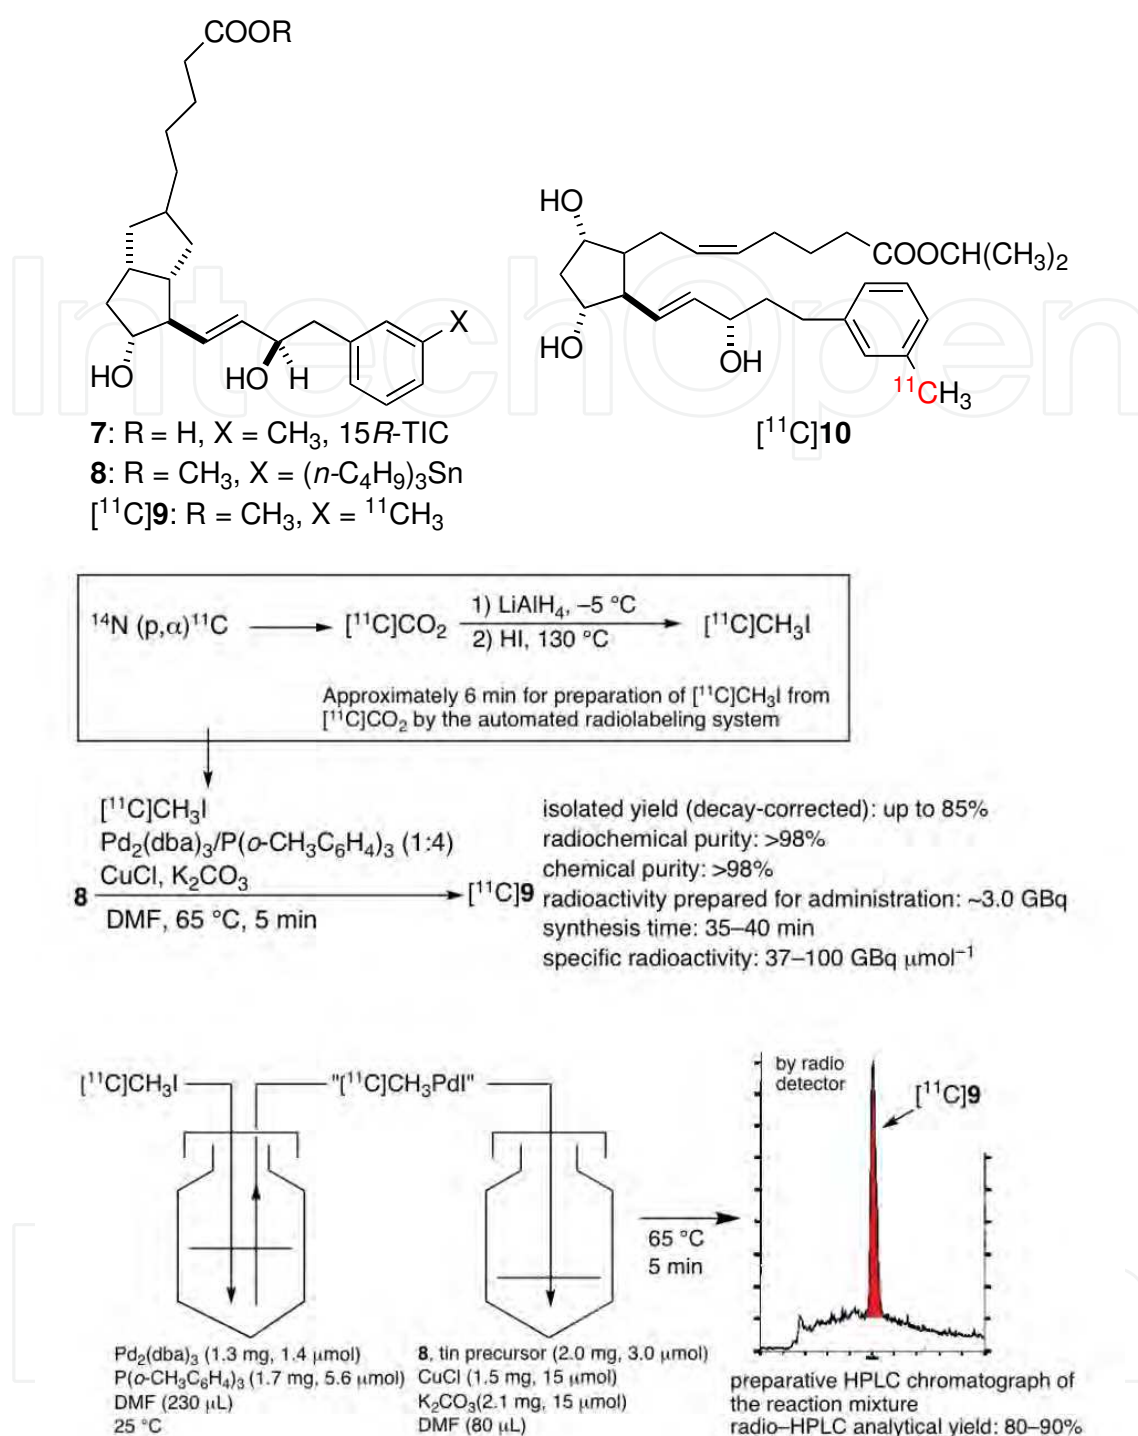 COOR
X
HO
HO H
7: R = H, X = CH₃, 15R-TIC
8: R = CH₃, X = (n-C₄H₉)₃Sn
[¹¹C]9: R = CH₃, X = ¹¹CH₃
HO
COOCH(CH₃)₂
HO
OH
¹¹CH₃
[¹¹C]10
IntechOpen
¹⁴N (p,α)¹¹C
[¹¹C]CO₂
1) LiAlH₄, –5 °C
2) HI, 130 °C
[¹¹C]CH₃I
Approximately 6 min for preparation of [¹¹C]CH₃I from
[¹¹C]CO₂ by the automated radiolabeling system
[¹¹C]CH₃I
Pd₂(dba)₃/P(o-CH₃C₆H₄)₃ (1:4)
CuCl, K₂CO₃
8
DMF, 65 °C, 5 min
[¹¹C]9
isolated yield (decay-corrected): up to 85%
radiochemical purity: >98%
chemical purity: >98%
radioactivity prepared for administration: ~3.0 GBq
synthesis time: 35–40 min
specific radioactivity: 37–100 GBq μmol⁻¹
[¹¹C]CH₃I
"[¹¹C]CH₃PdI"
Pd₂(dba)₃ (1.3 mg, 1.4 μmol)
P(o-CH₃C₆H₄)₃ (1.7 mg, 5.6 μmol)
DMF (230 μL)
25 °C
8, tin precursor (2.0 mg, 3.0 μmol)
CuCl (1.5 mg, 15 μmol)
K₂CO₃(2.1 mg, 15 μmol)
DMF (80 μL)
65 °C
5 min
by radio
detector
[¹¹C]9
preparative HPLC chromatograph of
the reaction mixture
radio–HPLC analytical yield: 80–90%